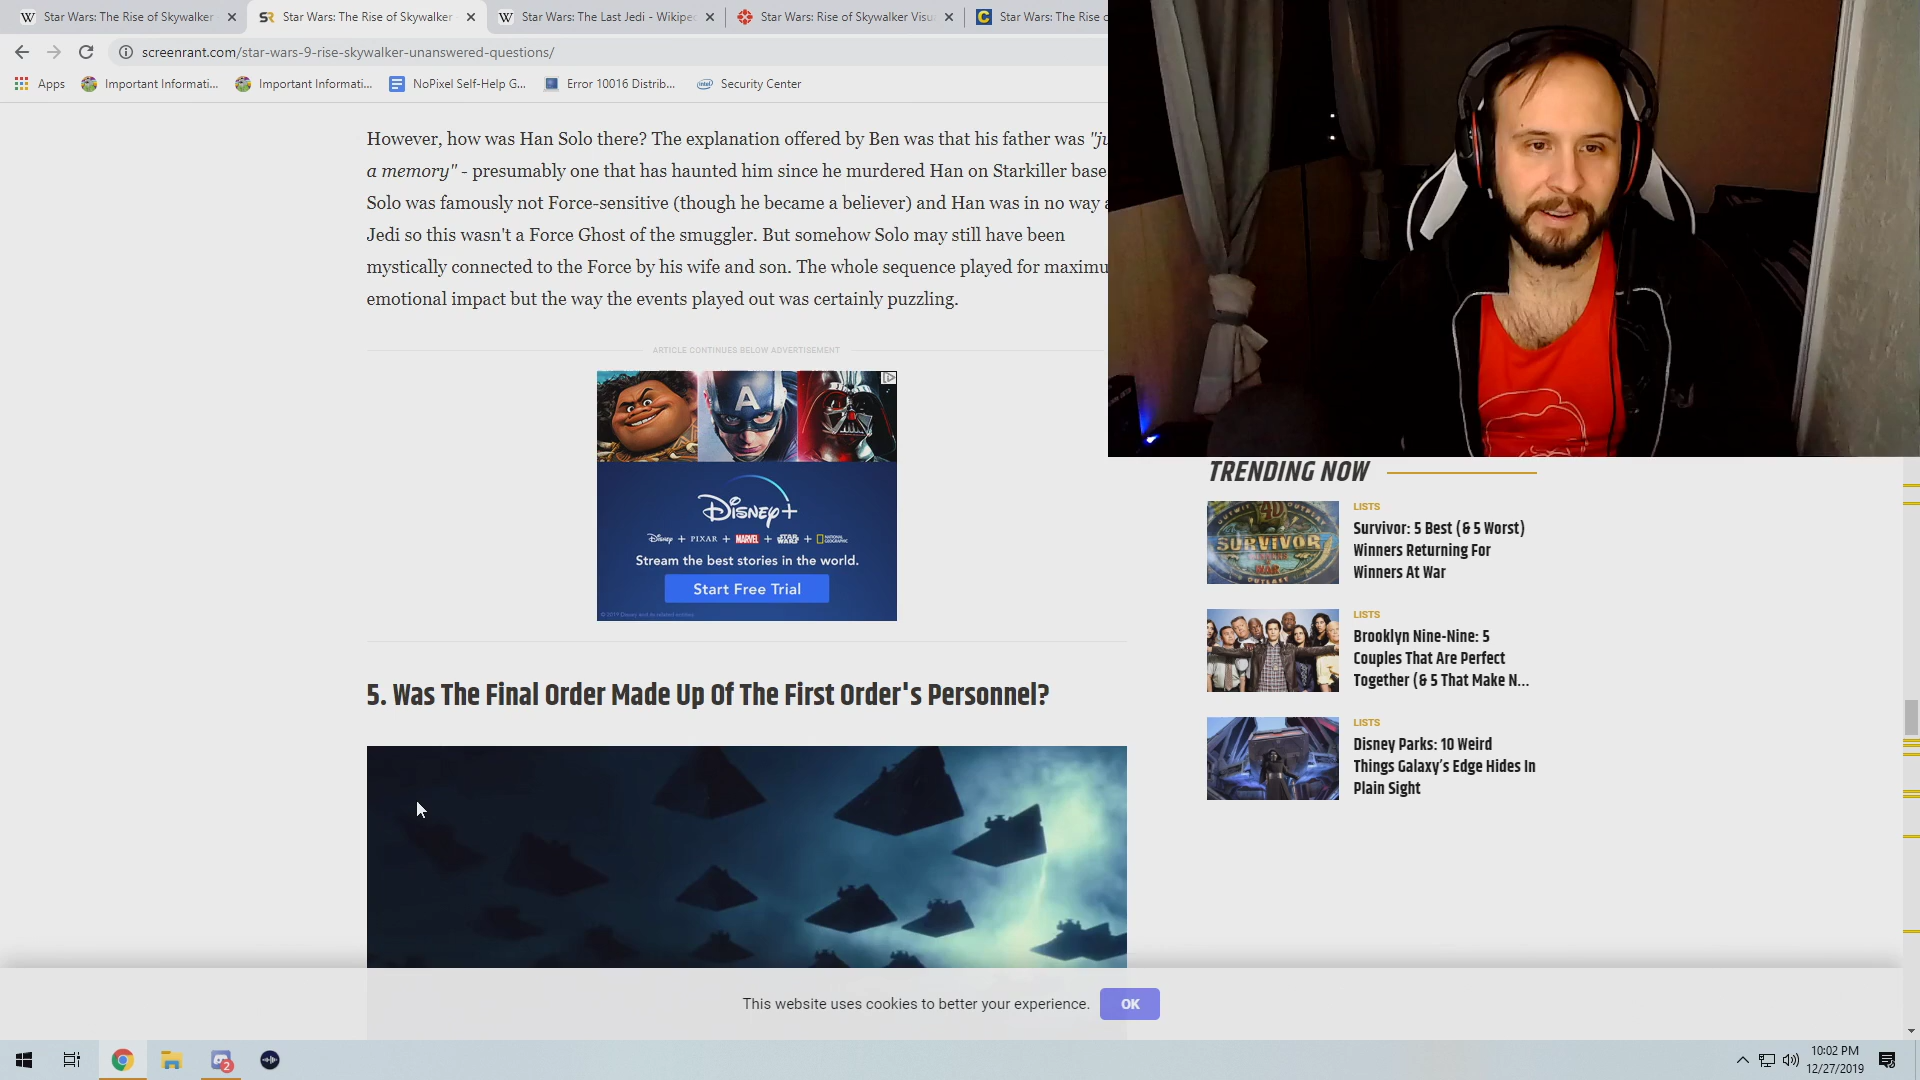 Star Wars: The Rise of Skywalker
Star Wars: The Rise of Skywalker
Star Wars: The Last Jedi - Wikipe
Star Wars: Rise of Skywalker Visu
Star Wars: The Rise o
screenrant.com/star-wars-9-rise-skywalker-unanswered-questions/
Apps
Important Informati...
Important Informati...
NoPixel Self-Help G...
Error 10016 Distrib...
Security Center
However, how was Han Solo there? The explanation offered by Ben was that his father was "ju
a memory" - presumably one that has haunted him since he murdered Han on Starkiller base
Solo was famously not Force-sensitive (though he became a believer) and Han was in no way a
Jedi so this wasn't a Force Ghost of the smuggler. But somehow Solo may still have been
mystically connected to the Force by his wife and son. The whole sequence played for maximu
emotional impact but the way the events played out was certainly puzzling.
ARTICLE CONTINUES BELOW ADVERTISEMENT
A
Disney+
Disney + PIXAR + MARVEL + STAR WARS + NATIONAL GEOGRAPHIC
Stream the best stories in the world.
Start Free Trial
5. Was The Final Order Made Up Of The First Order's Personnel?
TRENDING NOW
LISTS
Survivor: 5 Best (& 5 Worst)
Winners Returning For
Winners At War
SURVIVOR
LISTS
Brooklyn Nine-Nine: 5
Couples That Are Perfect
Together (& 5 That Make N...
LISTS
Disney Parks: 10 Weird
Things Galaxy's Edge Hides In
Plain Sight
This website uses cookies to better your experience.
OK
2
10:02 PM
12/27/2019